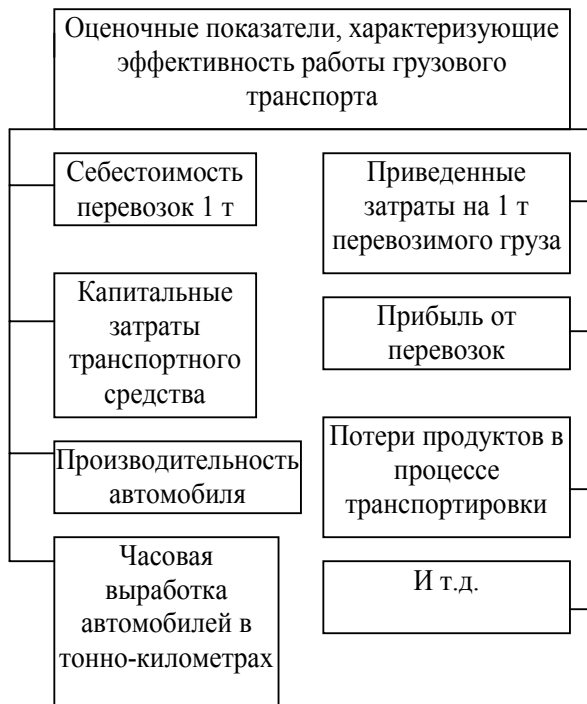 Оценочные показатели, характеризующие
эффективность работы грузового
транспорта
Себестоимость
перевозок 1 т
Капитальные
затраты
транспортного
средства
Производительность
автомобиля
Часовая
выработка
автомобилей в
тонно-километрах
Приведенные
затраты на 1 т
перевозимого груза
Прибыль от
перевозок
Потери продуктов в
процессе
транспортировки
И т.д.